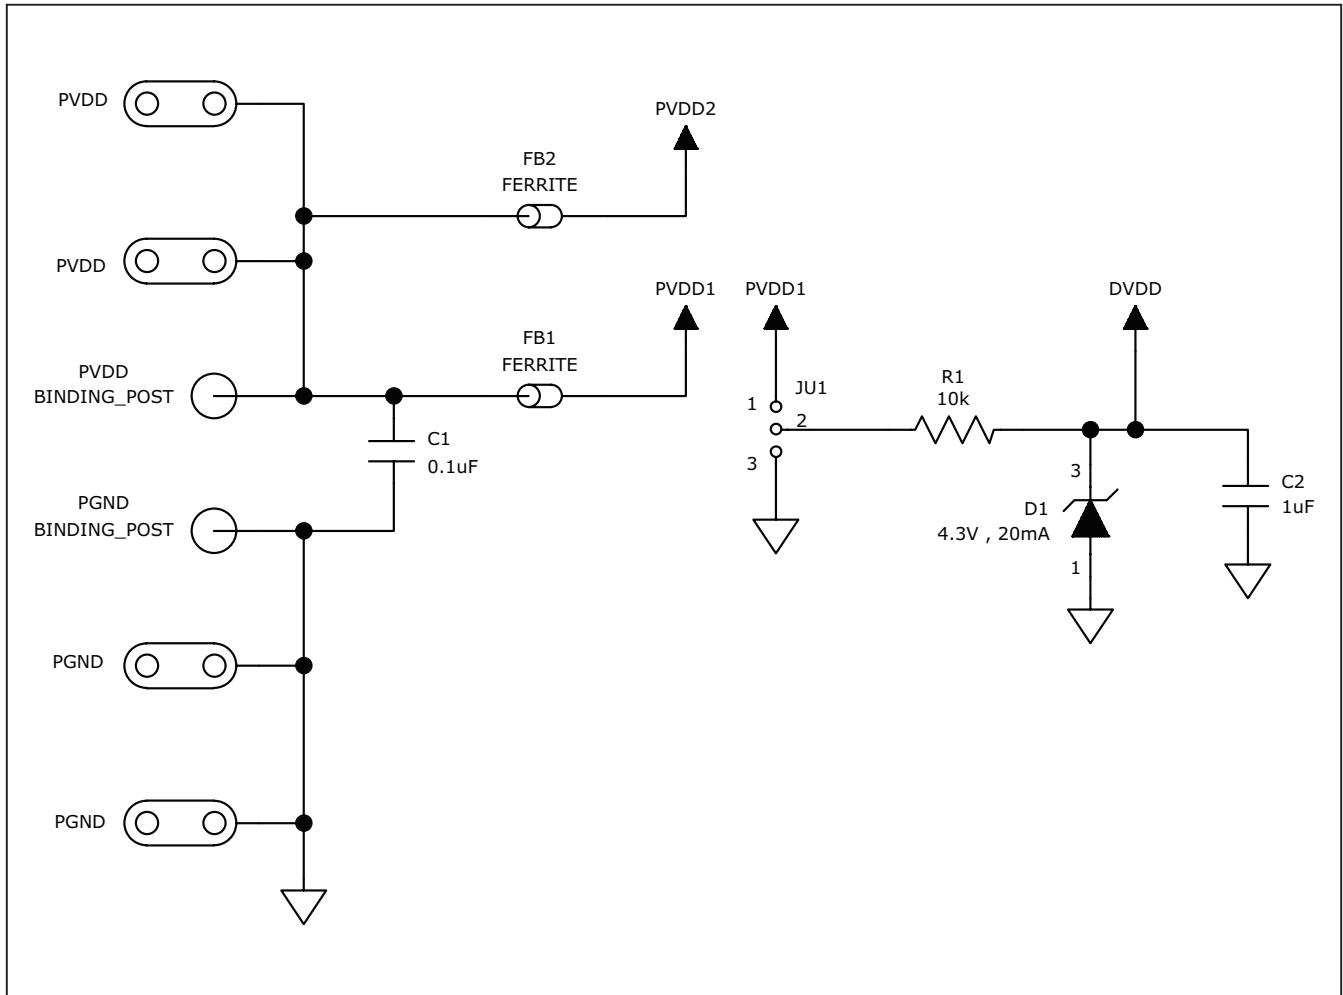 PVDD
PVDD2
FB2
FERRITE
PVDD
PVDD1
PVDD1
DVDD
FB1
FERRITE
PVDD
BINDING_POST
JU1
1
2
3
R1
10k
C1
0.1uF
3
D1
4.3V , 20mA
1
C2
1uF
PGND
BINDING_POST
PGND
PGND